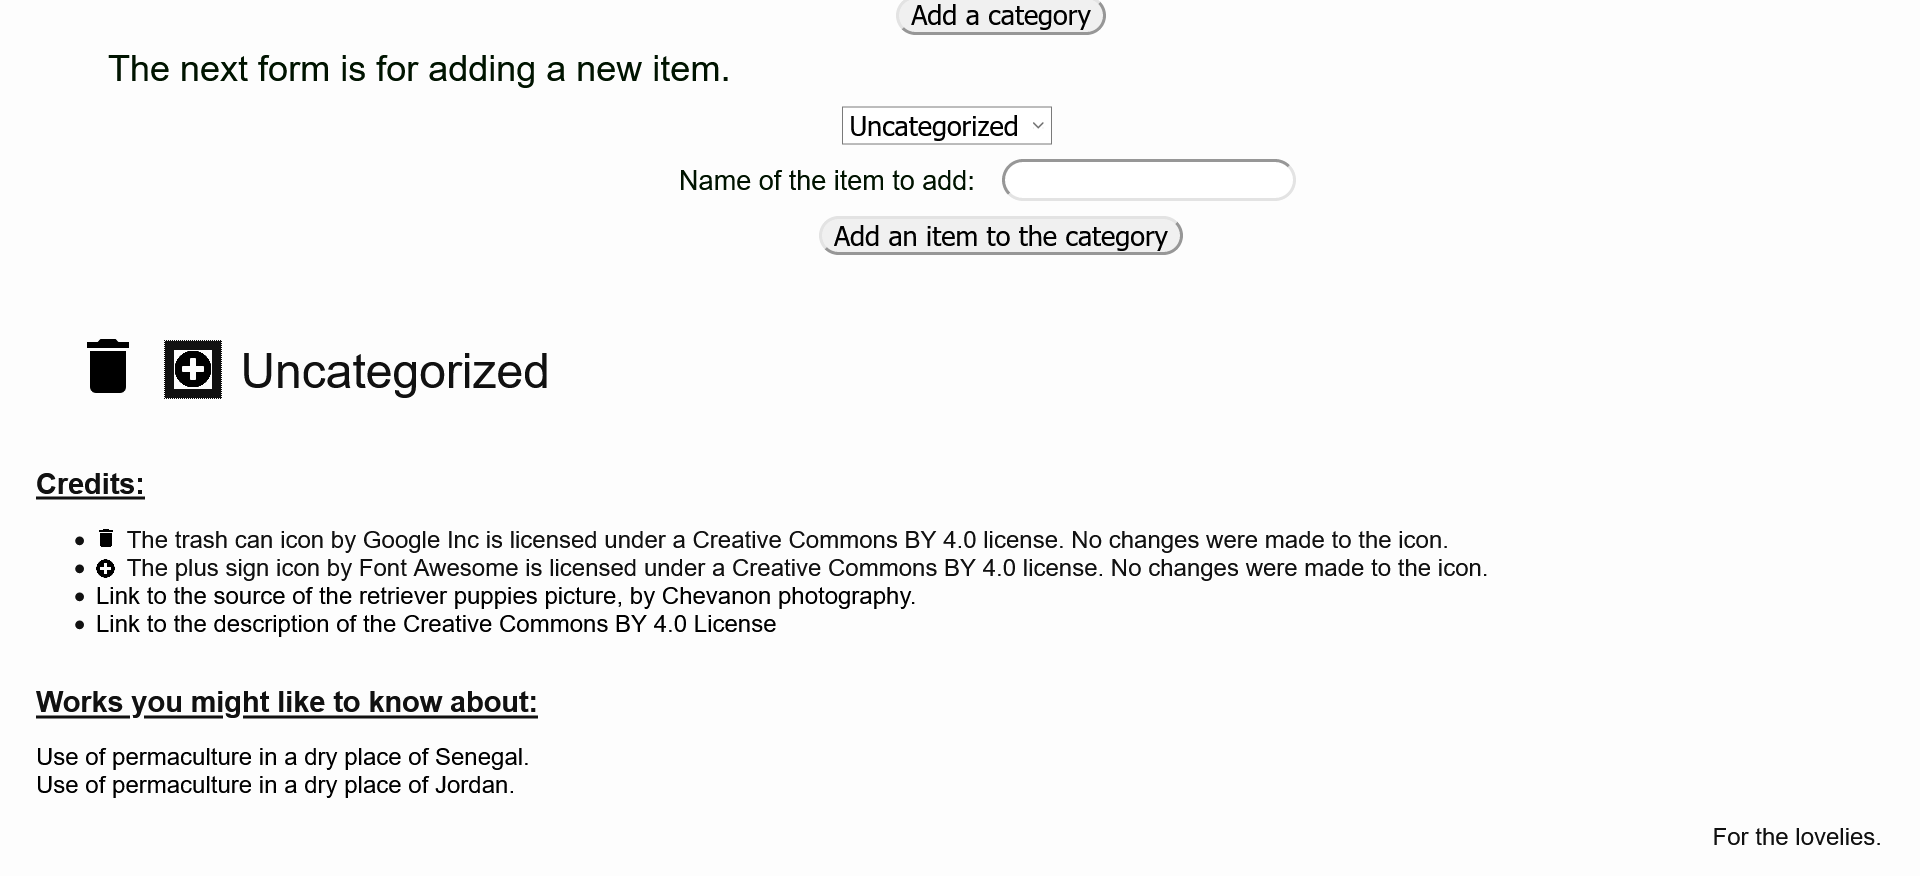 Add a category
The next form is for adding a new item.
Uncategorized
Name of the item to add:
Add an item to the category
Uncategorized
Credits:
The trash can icon by Google Inc is licensed under a Creative Commons BY 4.0 license. No changes were made to the icon.
The plus sign icon by Font Awesome is licensed under a Creative Commons BY 4.0 license. No changes were made to the icon.
Link to the source of the retriever puppies picture, by Chevanon photography.
Link to the description of the Creative Commons BY 4.0 License
Works you might like to know about:
Use of permaculture in a dry place of Senegal.
Use of permaculture in a dry place of Jordan.
For the lovelies.